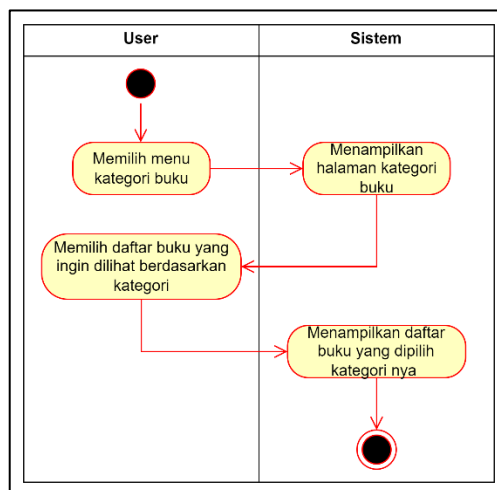 User
Sistem
Memilih menu
kategori buku
Menampilkan
halaman kategori
buku
Memilih daftar buku yang
ingin dilihat berdasarkan
kategori
Menampilkan daftar
buku yang dipilih
kategori nya